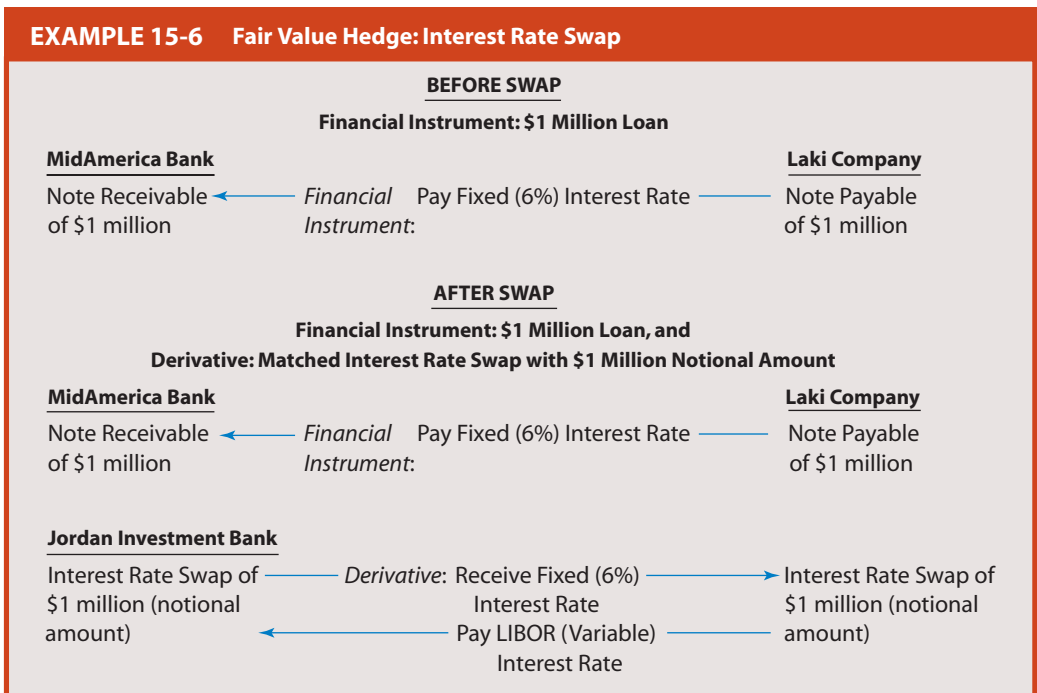 EXAMPLE 15-6 Fair Value Hedge: Interest Rate Swap
BEFORE SWAP
Financial Instrument: $1 Million Loan
MidAmerica Bank Laki Company
Note Receivable Financial Pay Fixed (6%) Interest Rate Note Payable
of $1 million Instrument: of $1 million
AFTER SWAP
Financial Instrument: $1 Million Loan, and
Derivative: Matched Interest Rate Swap with $1 Million Notional Amount
MidAmerica Bank Laki Company
Note Receivable Financial Pay Fixed (6%) Interest Rate Note Payable
of $1 million Instrument: of $1 million
Jordan Investment Bank
Interest Rate Swap of Derivative: Receive Fixed (6%) Interest Rate Swap of
$1 million (notional Interest Rate $1 million (notional
amount) Pay LIBOR (Variable) amount)
Interest Rate